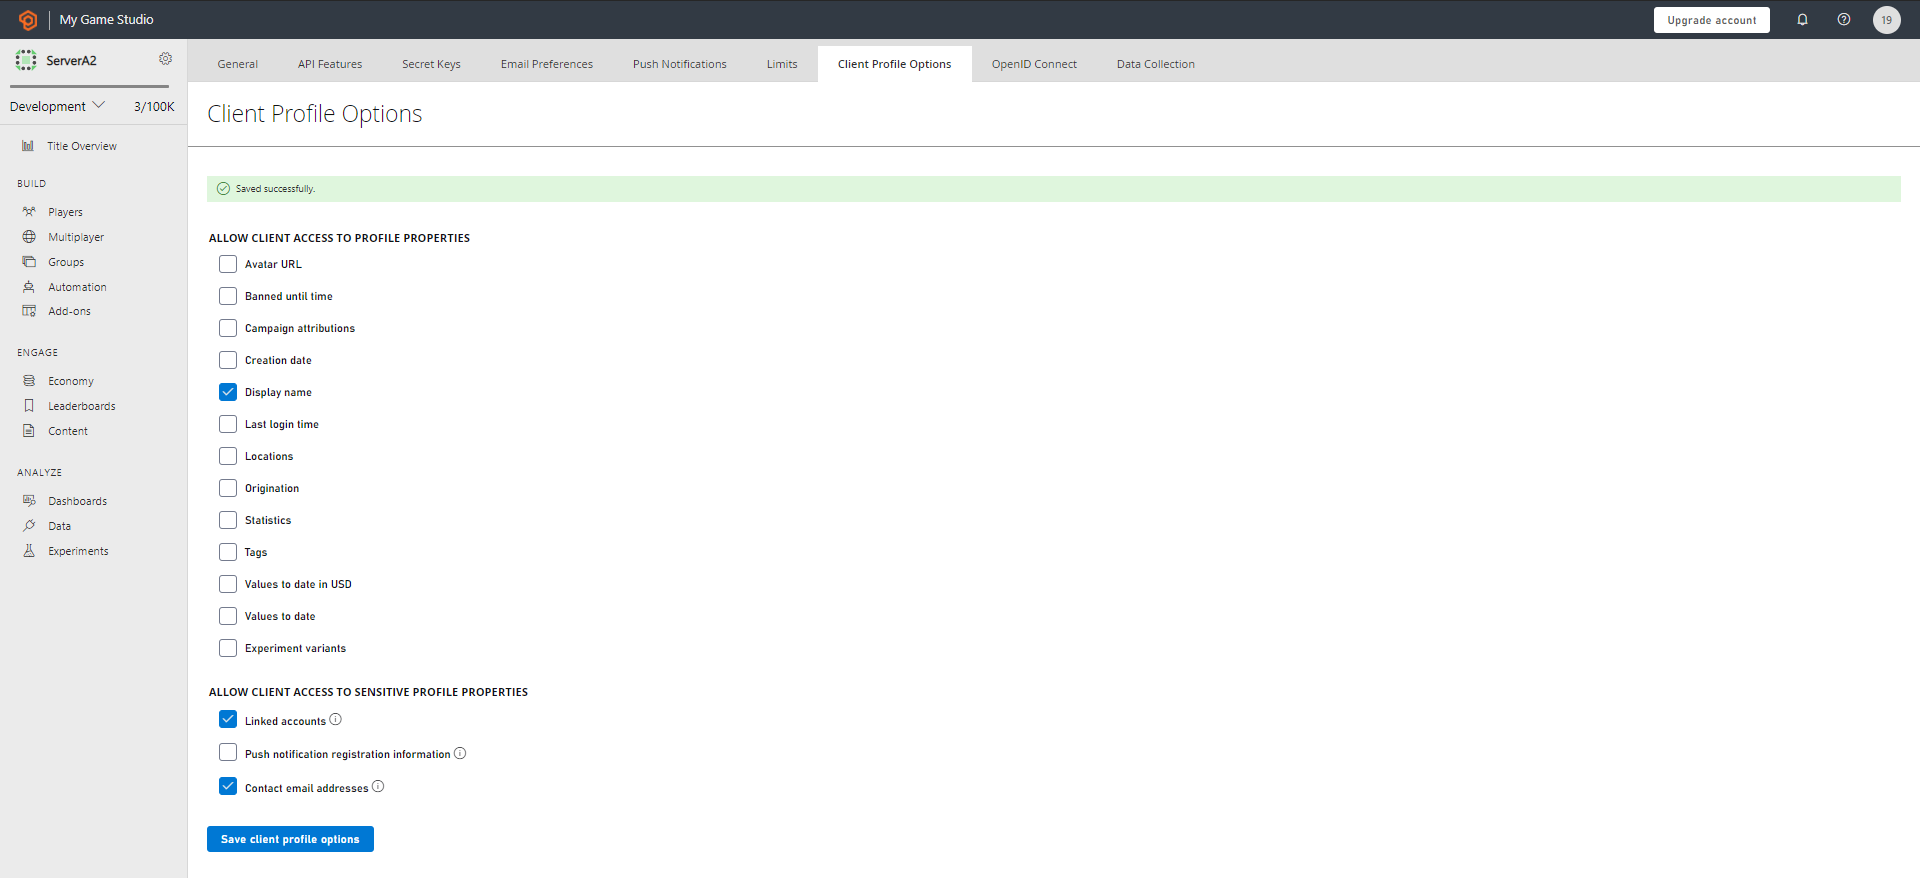 My Game Studio
Upgrade account
19
ServerA2
Development
3/100K
Title Overview
BUILD
Players
Multiplayer
Groups
Automation
Add-ons
ENGAGE
Economy
Leaderboards
Content
ANALYZE
Dashboards
Data
Experiments
General
API Features
Secret Keys
Email Preferences
Push Notifications
Limits
Client Profile Options
OpenID Connect
Data Collection
Client Profile Options
Saved successfully.
ALLOW CLIENT ACCESS TO PROFILE PROPERTIES
Avatar URL
Banned until time
Campaign attributions
Creation date
Display name
Last login time
Locations
Origination
Statistics
Tags
Values to date in USD
Values to date
Experiment variants
ALLOW CLIENT ACCESS TO SENSITIVE PROFILE PROPERTIES
Linked accounts
Push notification registration information
Contact email addresses
Save client profile options